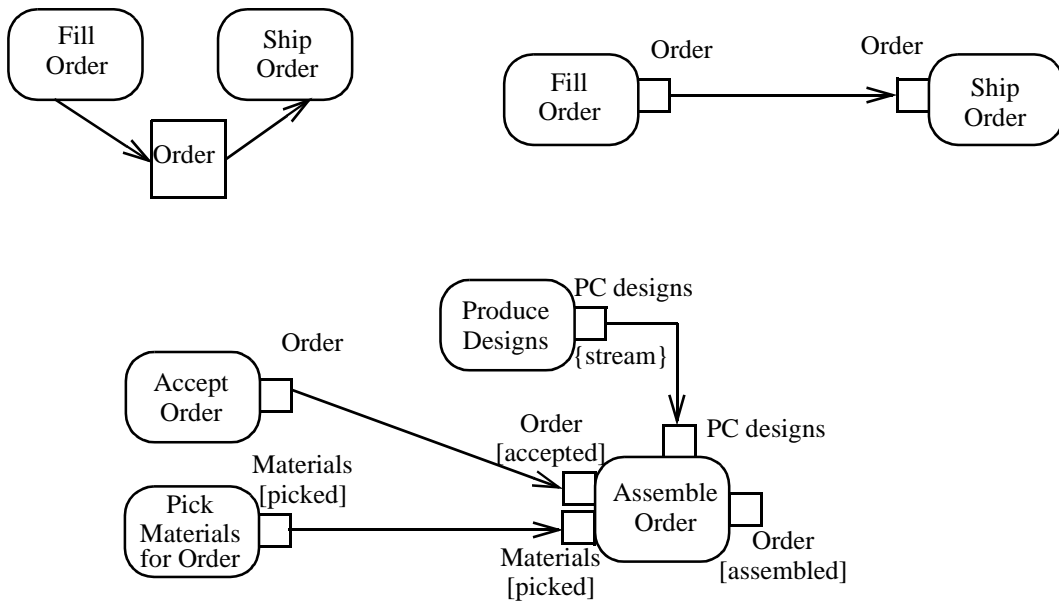 Fill
Order
Ship
Order
Order
Order
Order
Fill
Order
Ship
Order
PC designs
Produce
Designs
{stream}
Order
Accept
Order
Order
[accepted]
PC designs
Materials
[picked]
Pick
Materials
for Order
Assemble
Order
Materials
[picked]
Order
[assembled]